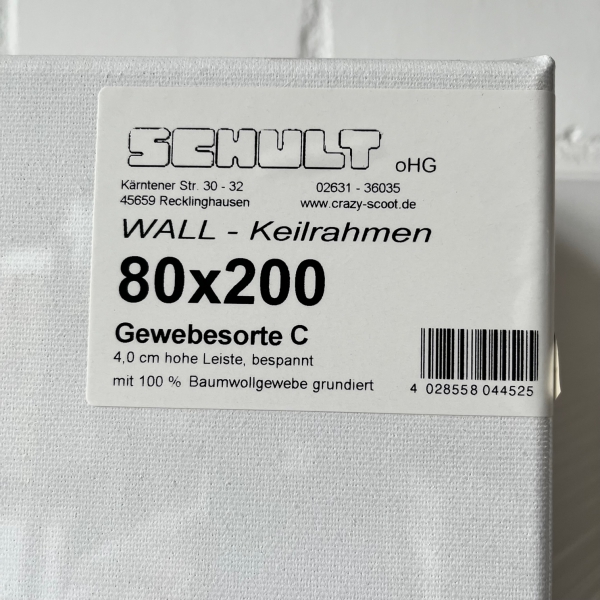 SCHULT oHG
Kärntener Str. 30 - 32 02631 - 36035
45659 Recklinghausen www.crazy-scoot.de
WALL - Keilrahmen
80x200
Gewebesorte C
4,0 cm hohe Leiste, bespannt
mit 100 % Baumwollgewebe grundiert
4 028558 044525